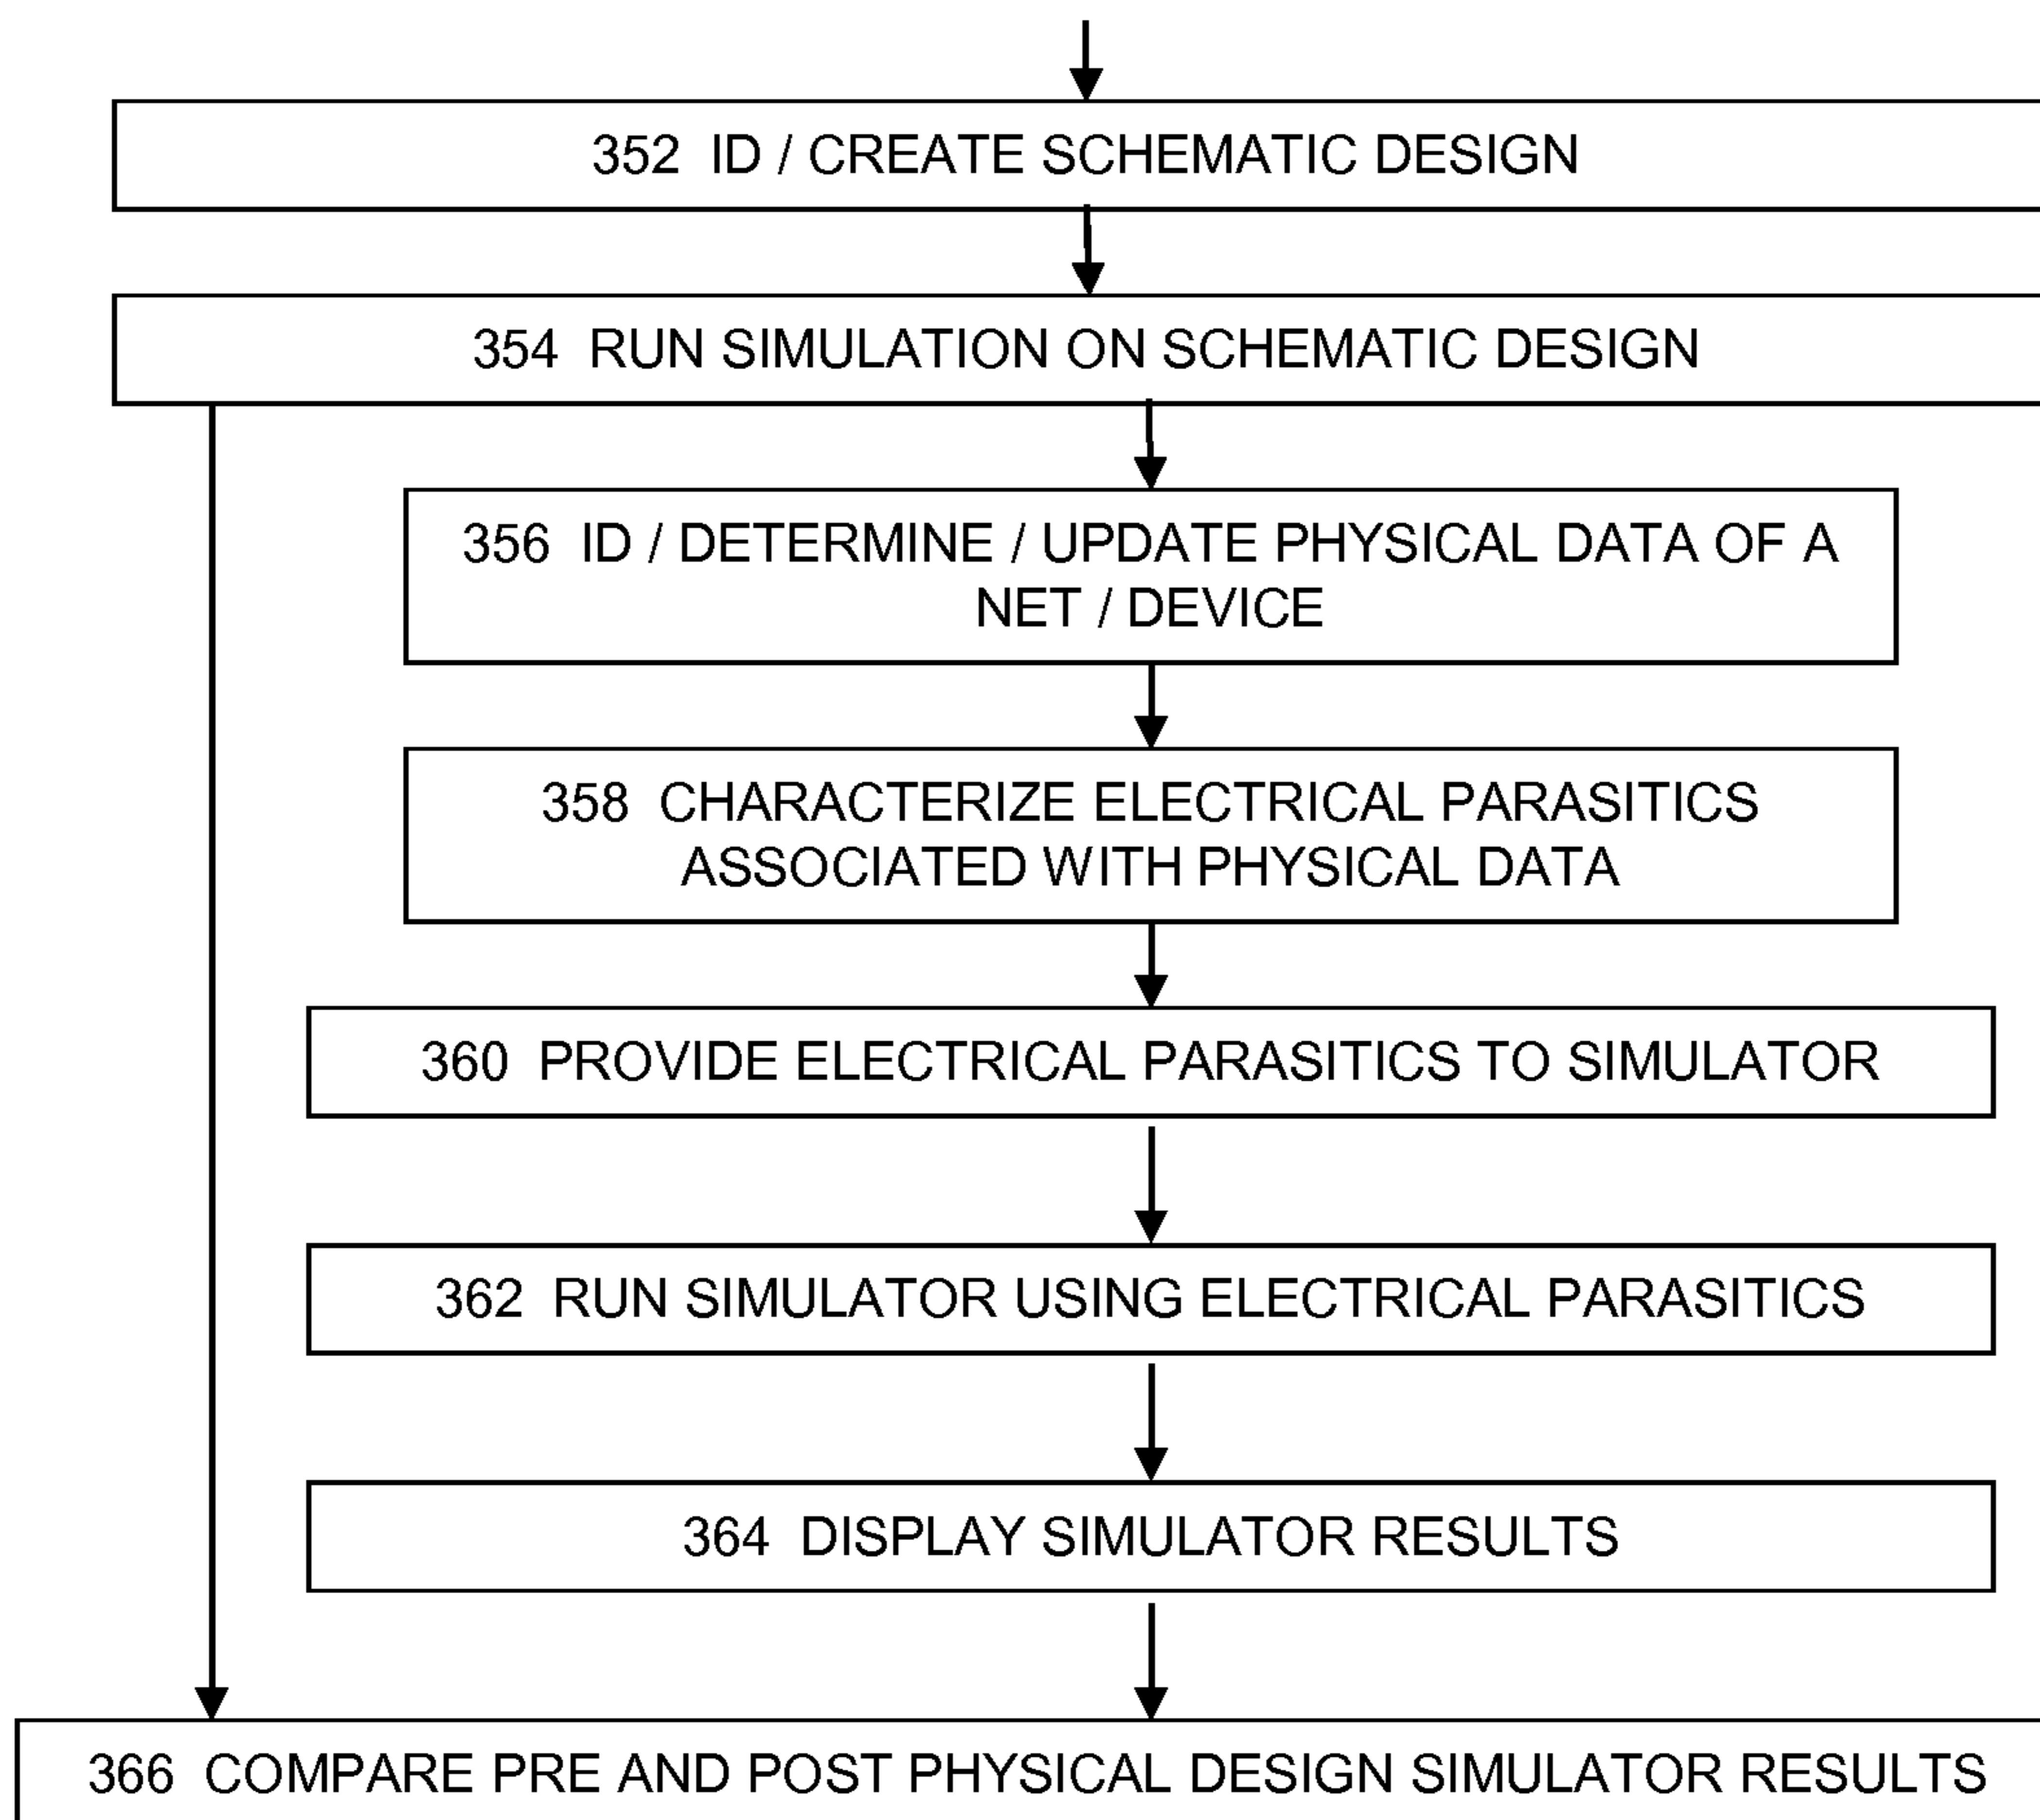 352 ID / CREATE SCHEMATIC DESIGN
354 RUN SIMULATION ON SCHEMATIC DESIGN
356 ID / DETERMINE / UPDATE PHYSICAL DATA OF A
NET / DEVICE
358 CHARACTERIZE ELECTRICAL PARASITICS
ASSOCIATED WITH PHYSICAL DATA
360 PROVIDE ELECTRICAL PARASITICS TO SIMULATOR
362 RUN SIMULATOR USING ELECTRICAL PARASITICS
364 DISPLAY SIMULATOR RESULTS
366 COMPARE PRE AND POST PHYSICAL DESIGN SIMULATOR RESULTS